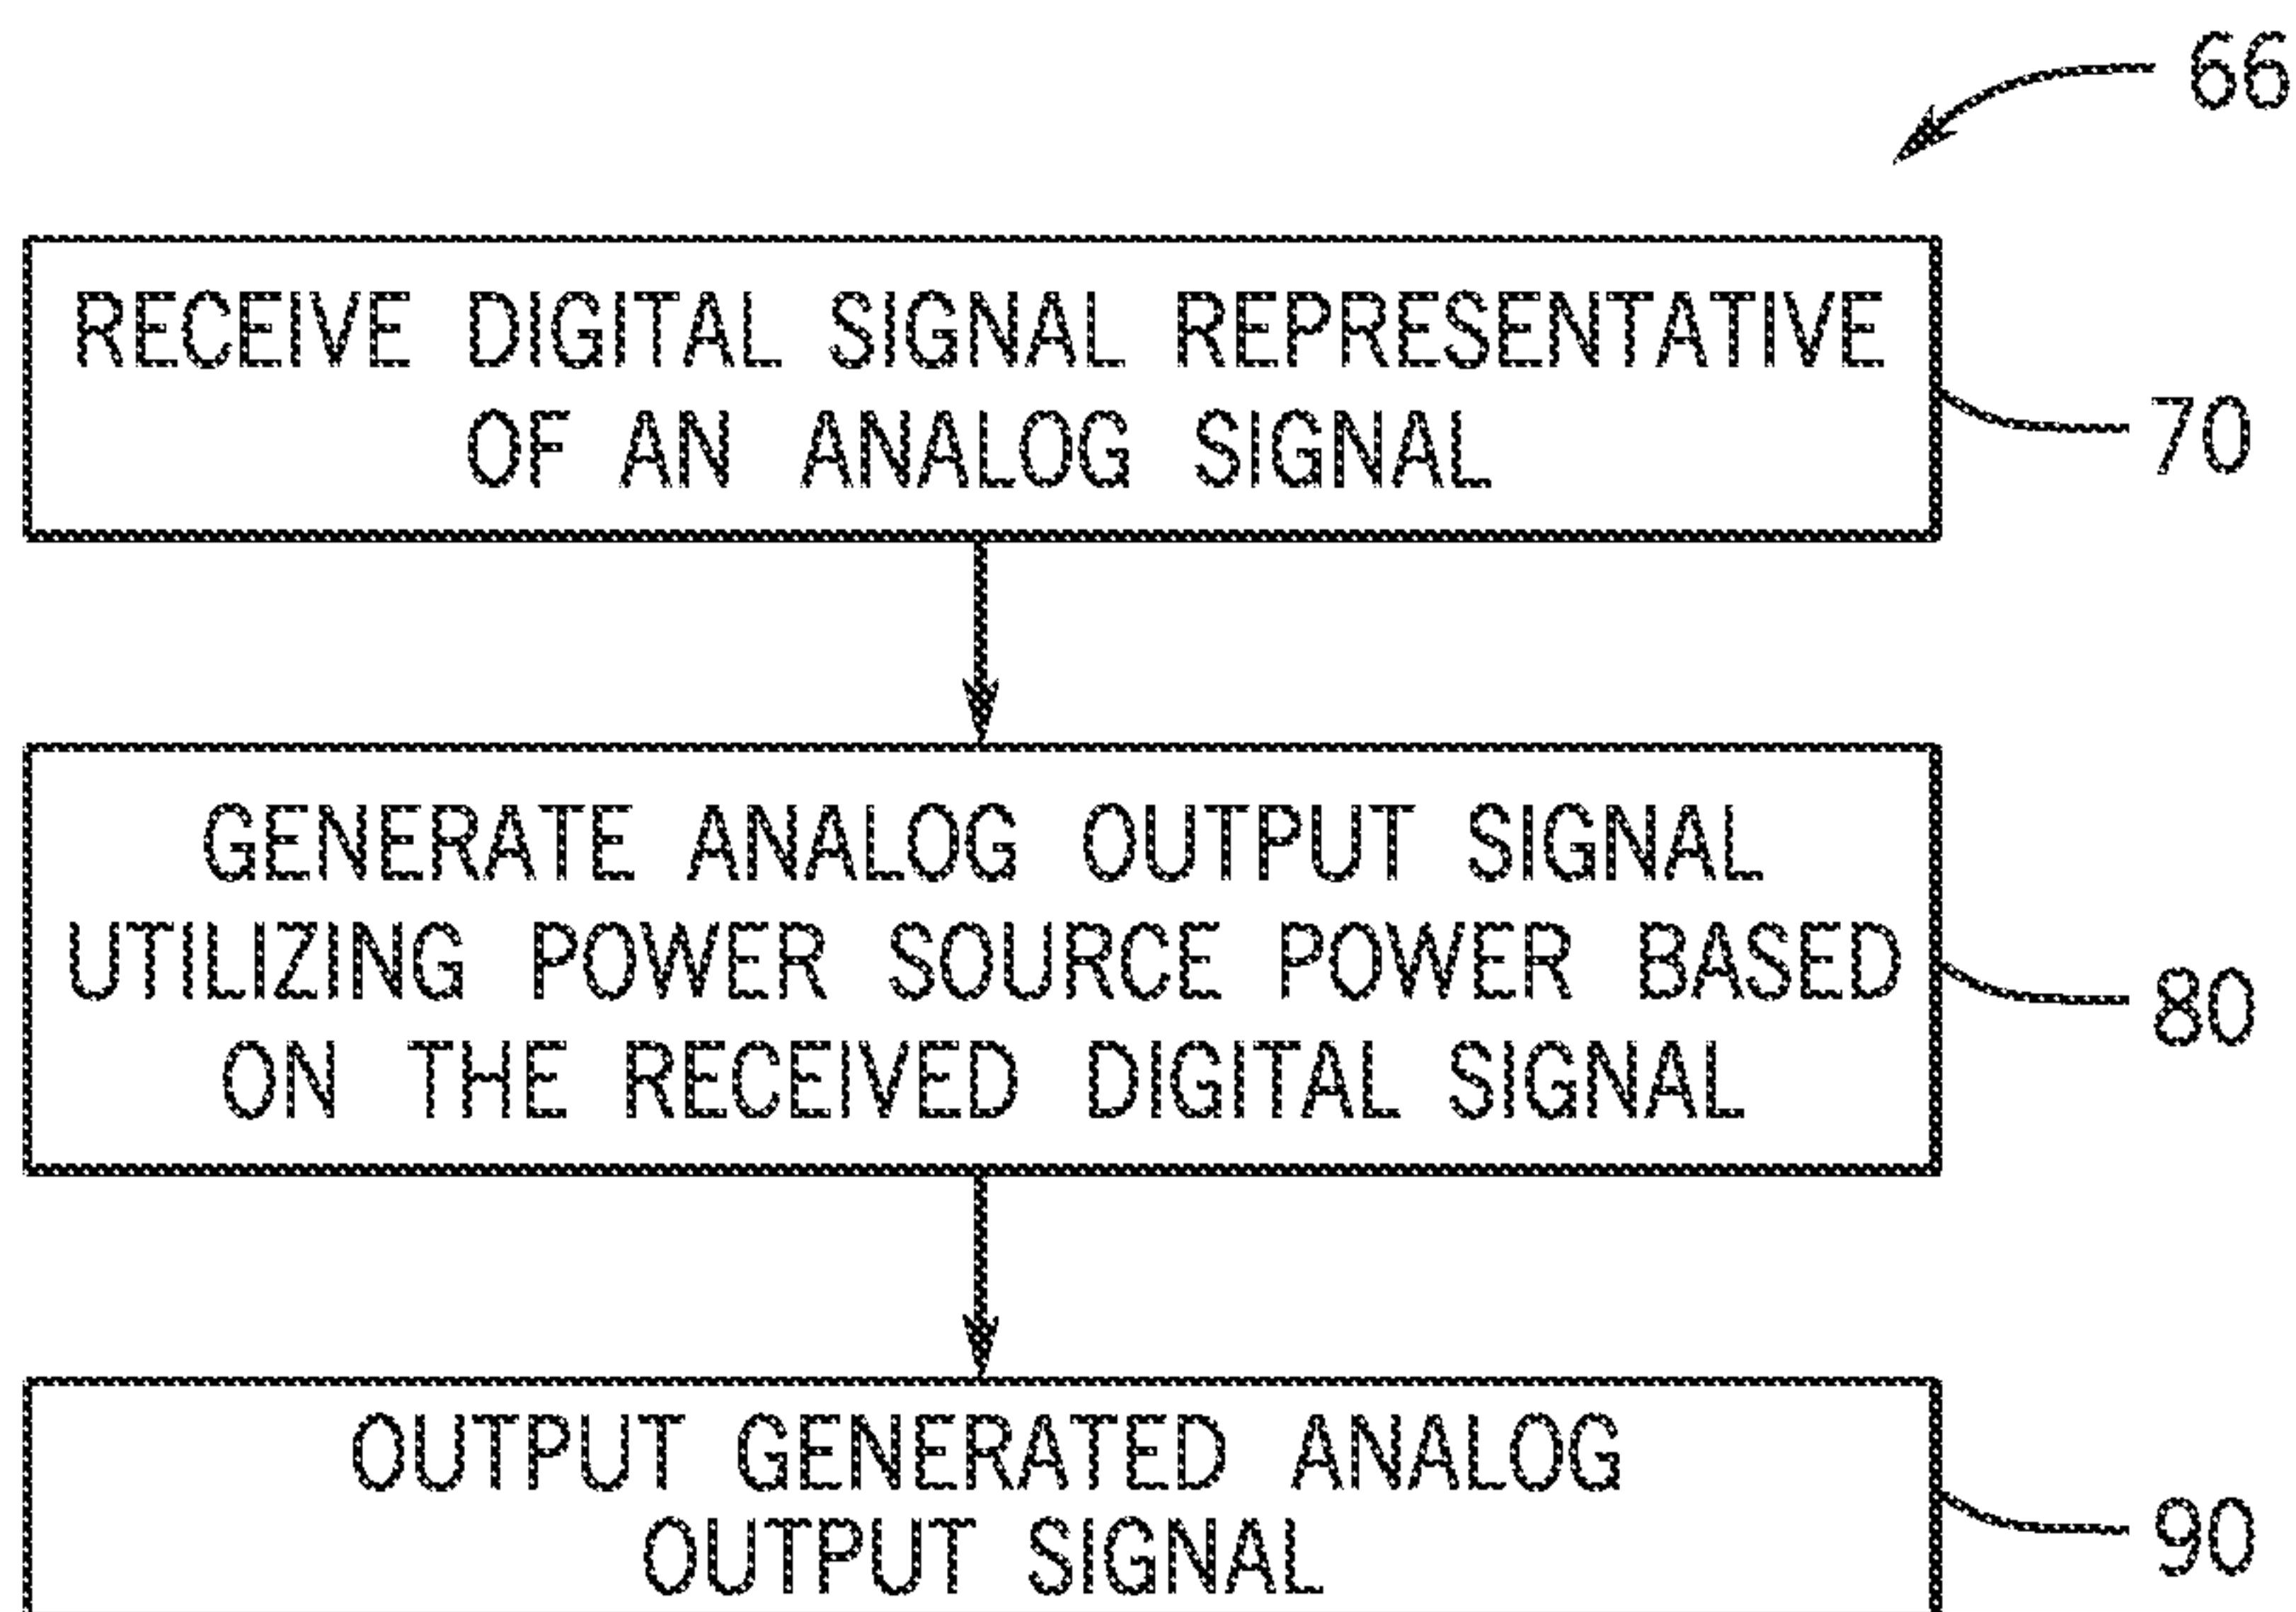 66
RECEIVE DIGITAL SIGNAL REPRESENTATIVE
OF AN ANALOG SIGNAL
70
GENERATE ANALOG OUTPUT SIGNAL
UTILIZING POWER SOURCE POWER BASED
ON THE RECEIVED DIGITAL SIGNAL
80
OUTPUT GENERATED ANALOG
OUTPUT SIGNAL
90